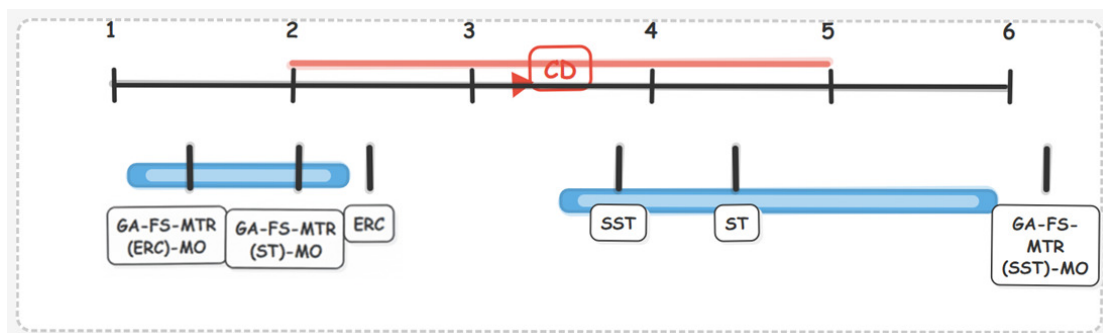 1 2 3 4 5 6
CD
GA-FS-MTR
(ERC)-MO
GA-FS-MTR
(ST)-MO
ERC
SST
ST
GA-FS-
MTR
(SST)-MO